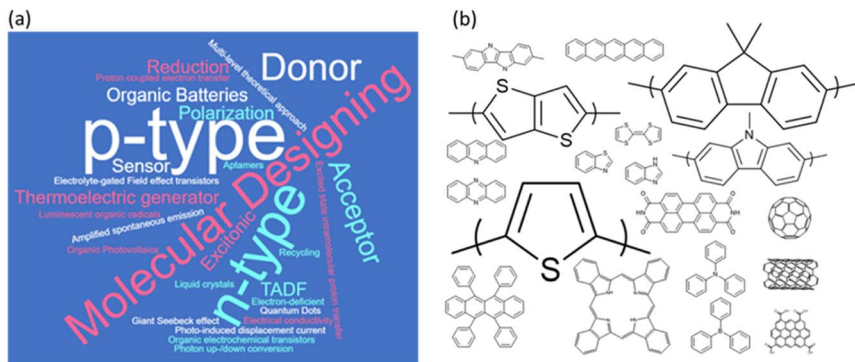 (a)
(b)
Multi-level theoretical approach
Reduction
Proton coupled electron transfer
Donor
Organic Batteries
Polarization
p-type
Molecular Designing
Sensor
Aptamers
Acceptor
Electrolyte-gated Field effect transistors
Thermoelectric generator
Excited state intramolecular proton transfer
Luminescent organic radicals
Excitonic
n-type
Amplified spontaneous emission
Organic Photovoltaics
Recycling
Liquid crystals
TADF
Electron-deficient
Quantum Dots
Giant Seebeck effect
Electrical conductivity
Photo-induced displacement current
Organic electrochemical transistors
Photon up-/down conversion
S
S
N
S
N
O
O
HN
NH
O
O
S
N
B